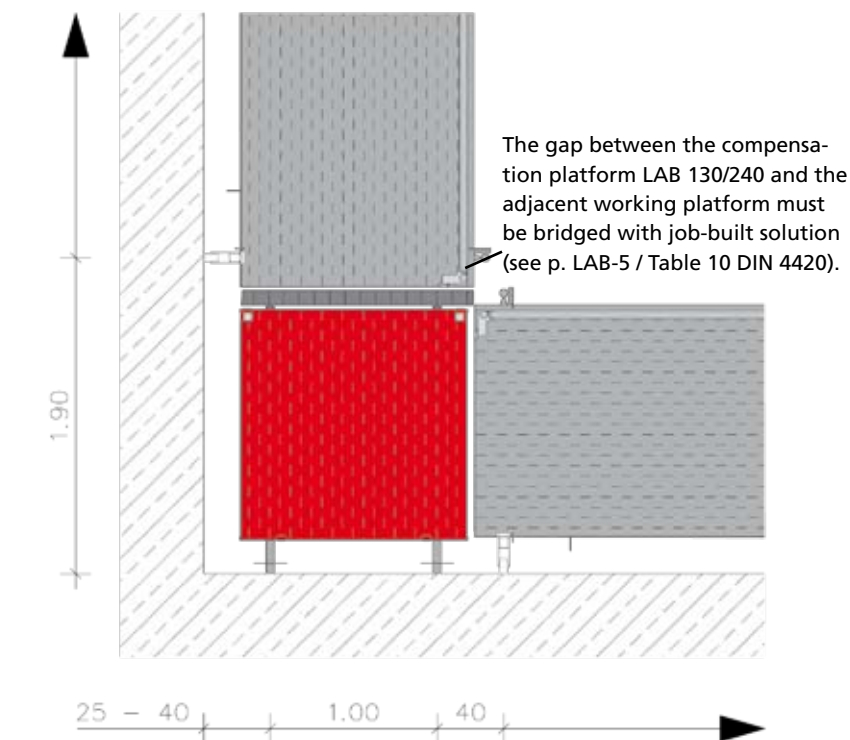 The gap between the compensa-
tion platform LAB 130/240 and the
adjacent working platform must
be bridged with job-built solution
(see p. LAB-5 / Table 10 DIN 4420).
1.90
25 – 40
1.00
40